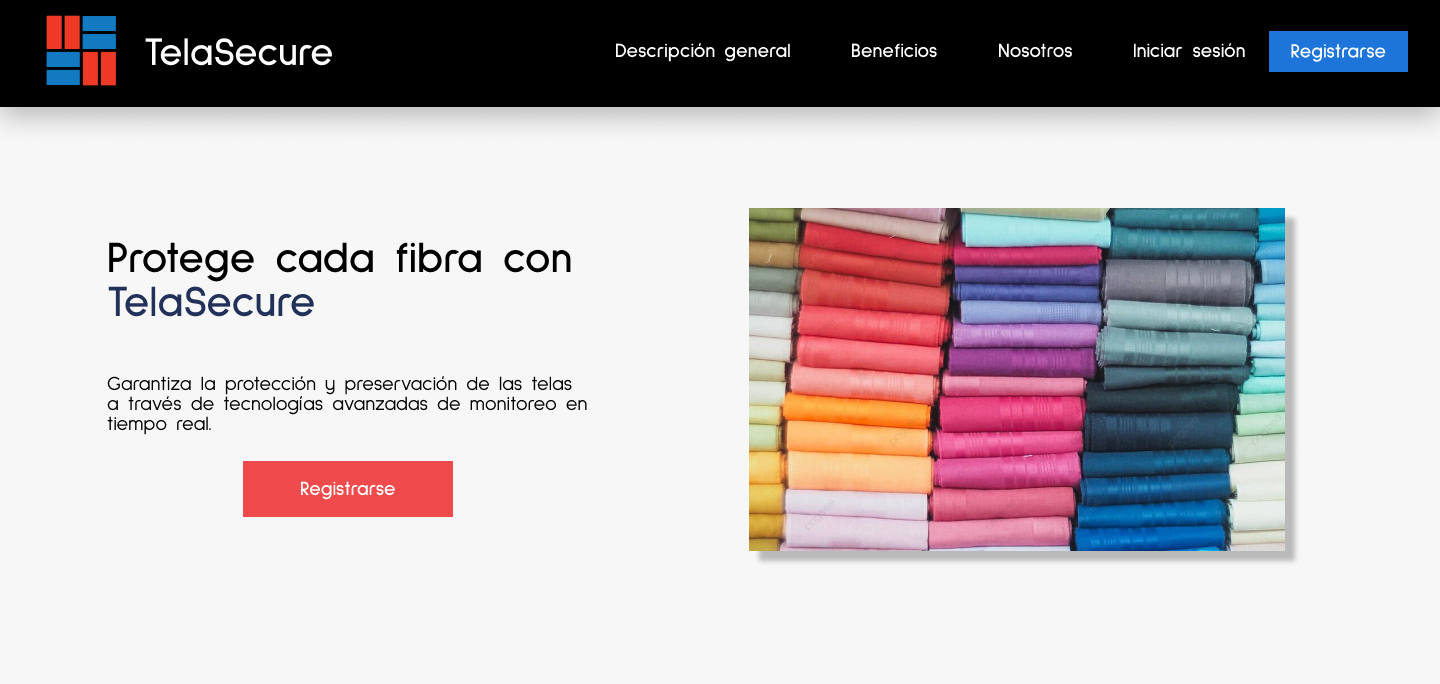 TelaSecure
Descripción general
Beneficios
Nosotros
Iniciar sesión
Registrarse
Protege cada fibra con
TelaSecure
Garantiza la protección y preservación de las telas
a través de tecnologías avanzadas de monitoreo en
tiempo real.
Registrarse